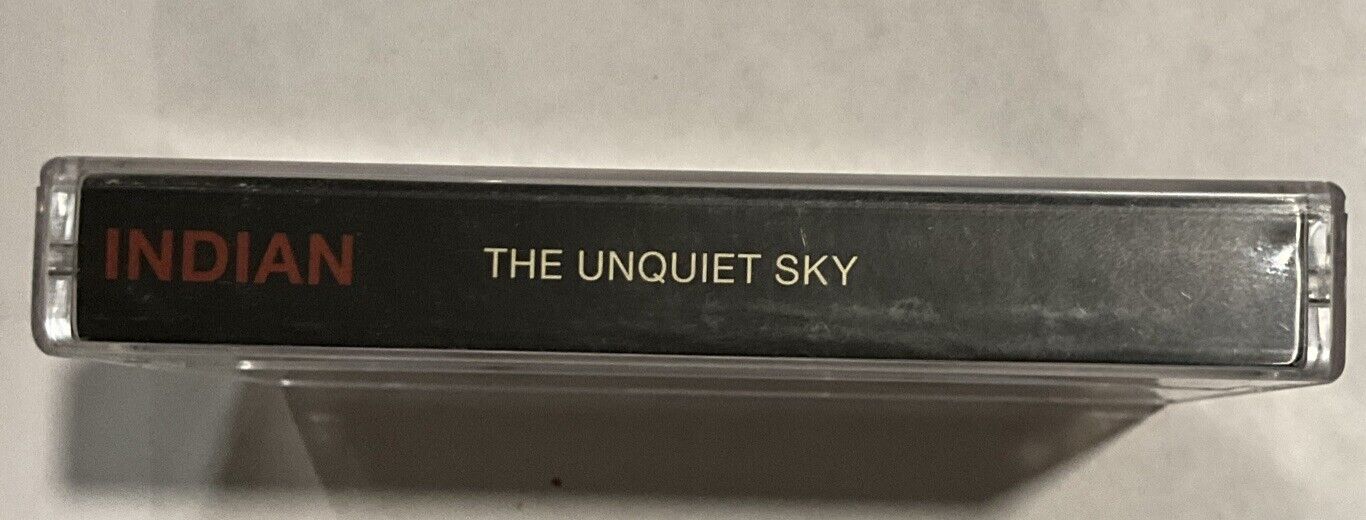 INDIAN THE UNQUIET SKY